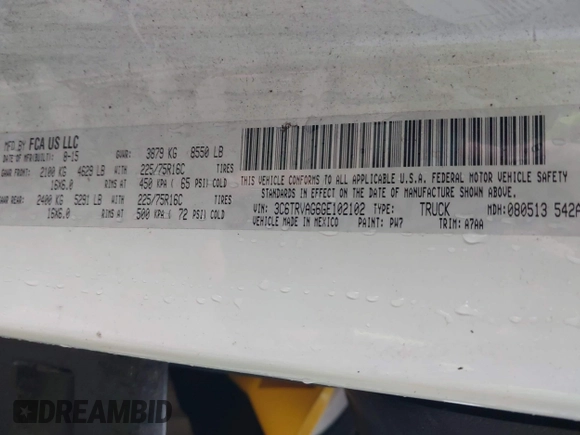 MFD BY FCA US LLC
DATE OF MFR(BUILT): 8-15 GVWR: 3879 KG 8550 LB
GAWR FRONT: 2100 KG 4629 LB 225/75R16C TIRES
16X6.0 RIMS AT 450 KPA( 65 PSI) COLD
GAWR REAR: 2400 KG 5291 LB 225/75R16C TIRES
16X6.0 RIMS AT 500 KPA( 72 PSI) COLD
THIS VEHICLE CONFORMS TO ALL APPLICABLE U.S.A. FEDERAL MOTOR VEHICLE SAFETY
STANDARDS IN EFFECT ON THE DATE OF MANUFACTURE SHOWN ABOVE.
VIN: 3C6TRVAG6GE102102 TYPE: TRUCK MDH:080513 542A
VEHICLE MADE IN MEXICO PAINT: PW7 TRIM: A7AA
DREAMBID